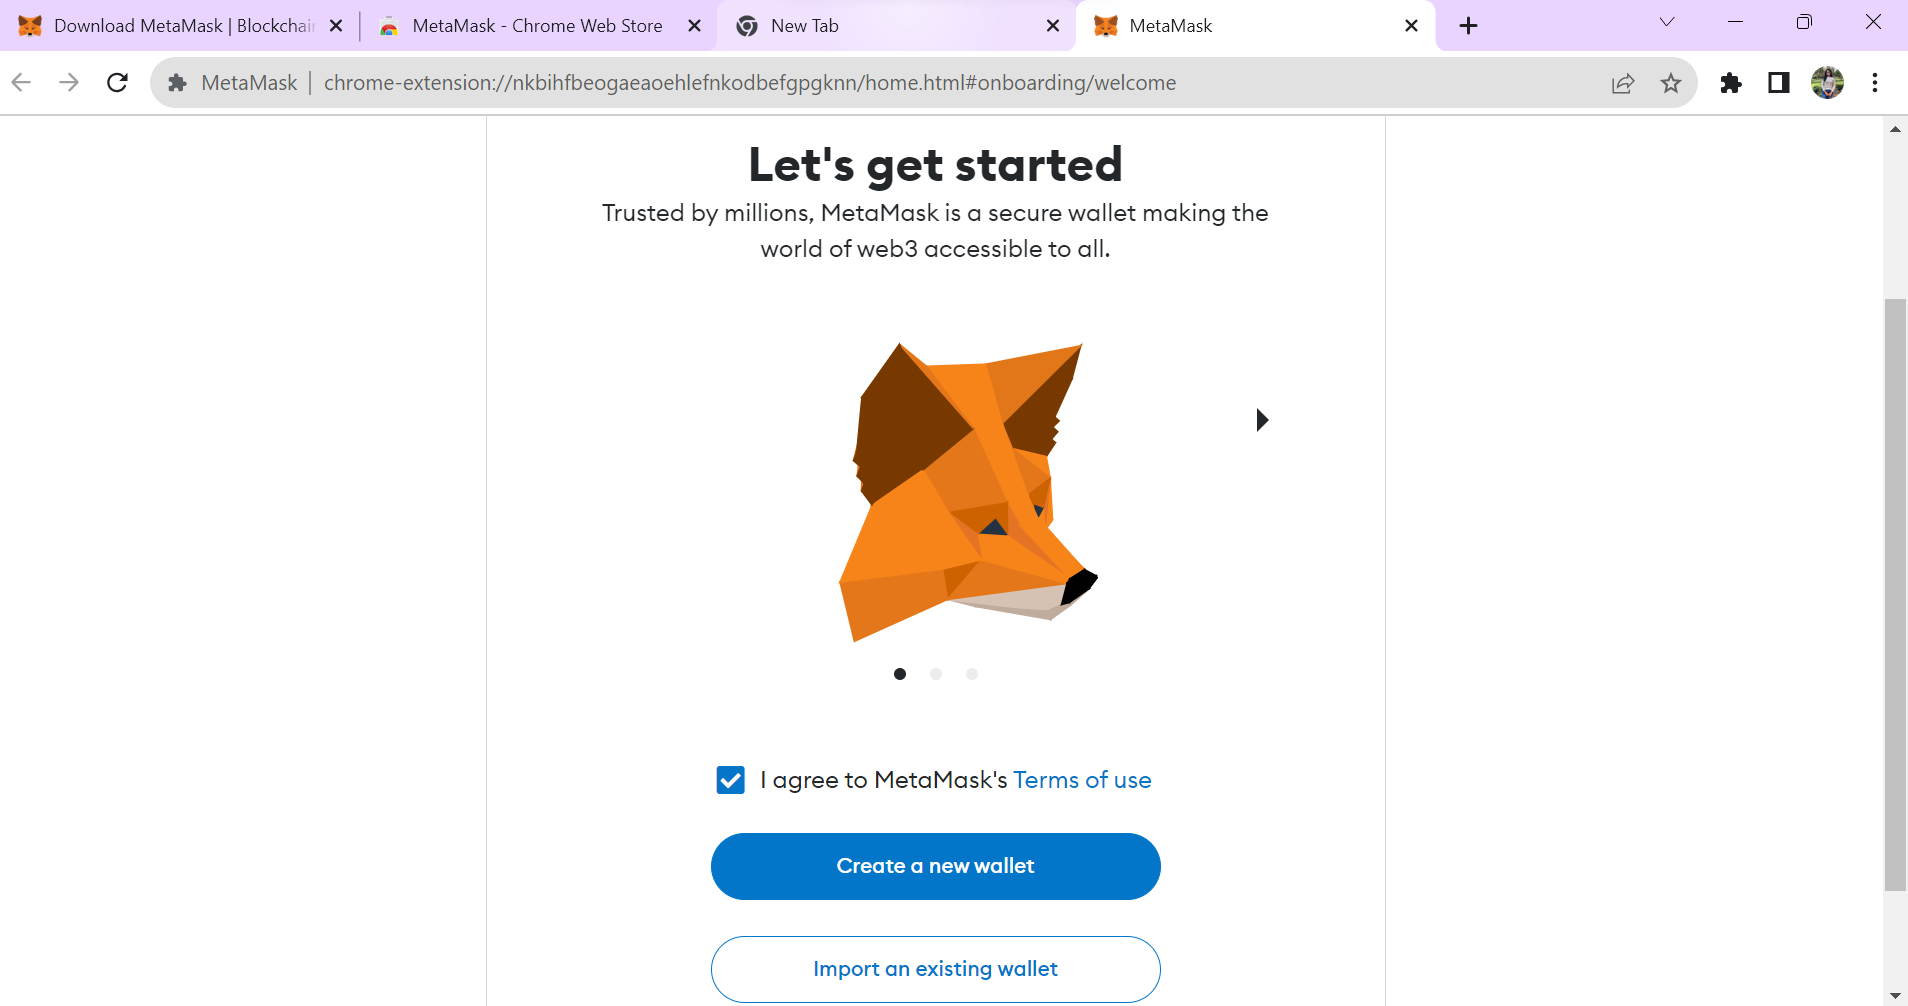 Download MetaMask | Blockchain
MetaMask - Chrome Web Store
New Tab
MetaMask
MetaMask | chrome-extension://nkbihfbeogaeaoehlefnkodbefgpgknn/home.html#onboarding/welcome
Let's get started
Trusted by millions, MetaMask is a secure wallet making the
world of web3 accessible to all.
I agree to MetaMask's Terms of use
Create a new wallet
Import an existing wallet